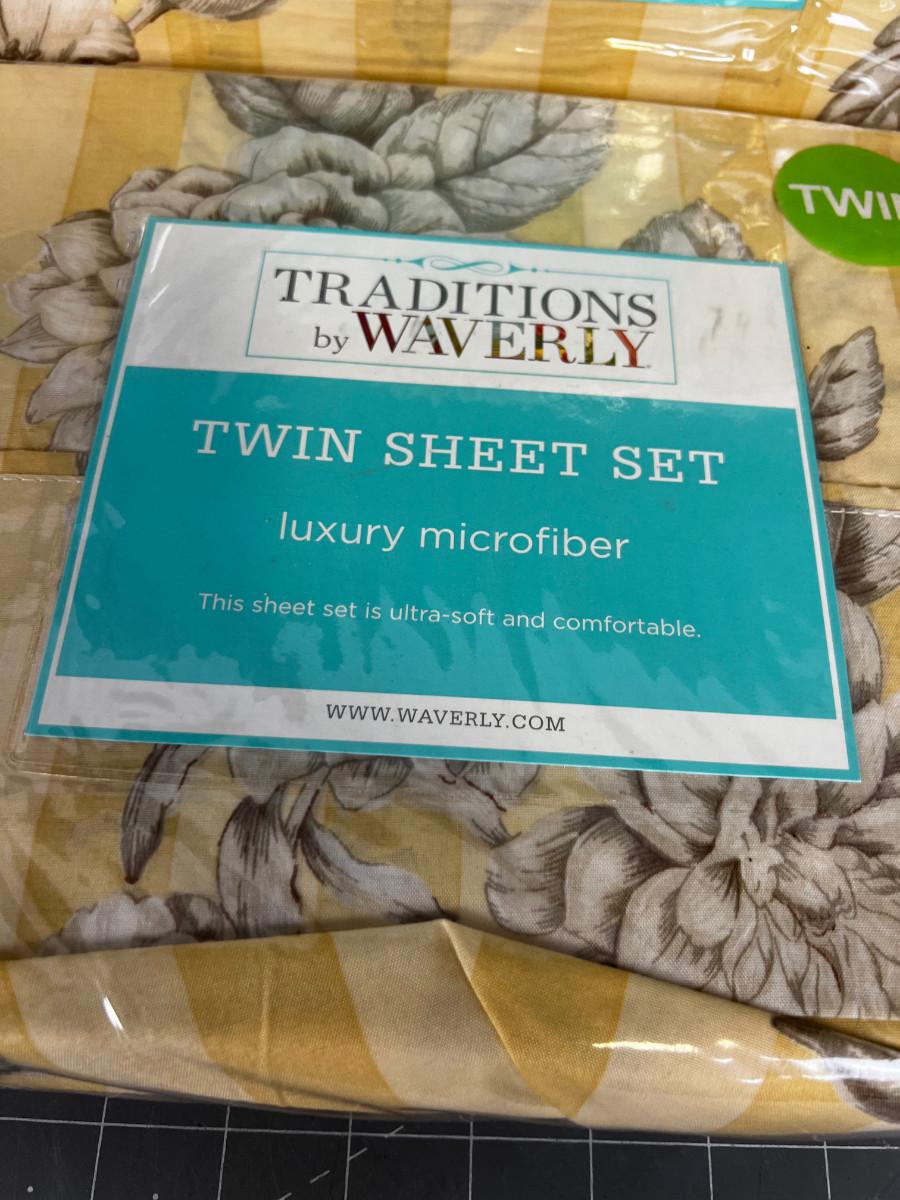 TWIN
TRADITIONS
by WAVERLY
TWIN SHEET SET
luxury microfiber
This sheet set is ultra-soft and comfortable.
WWW.WAVERLY.COM